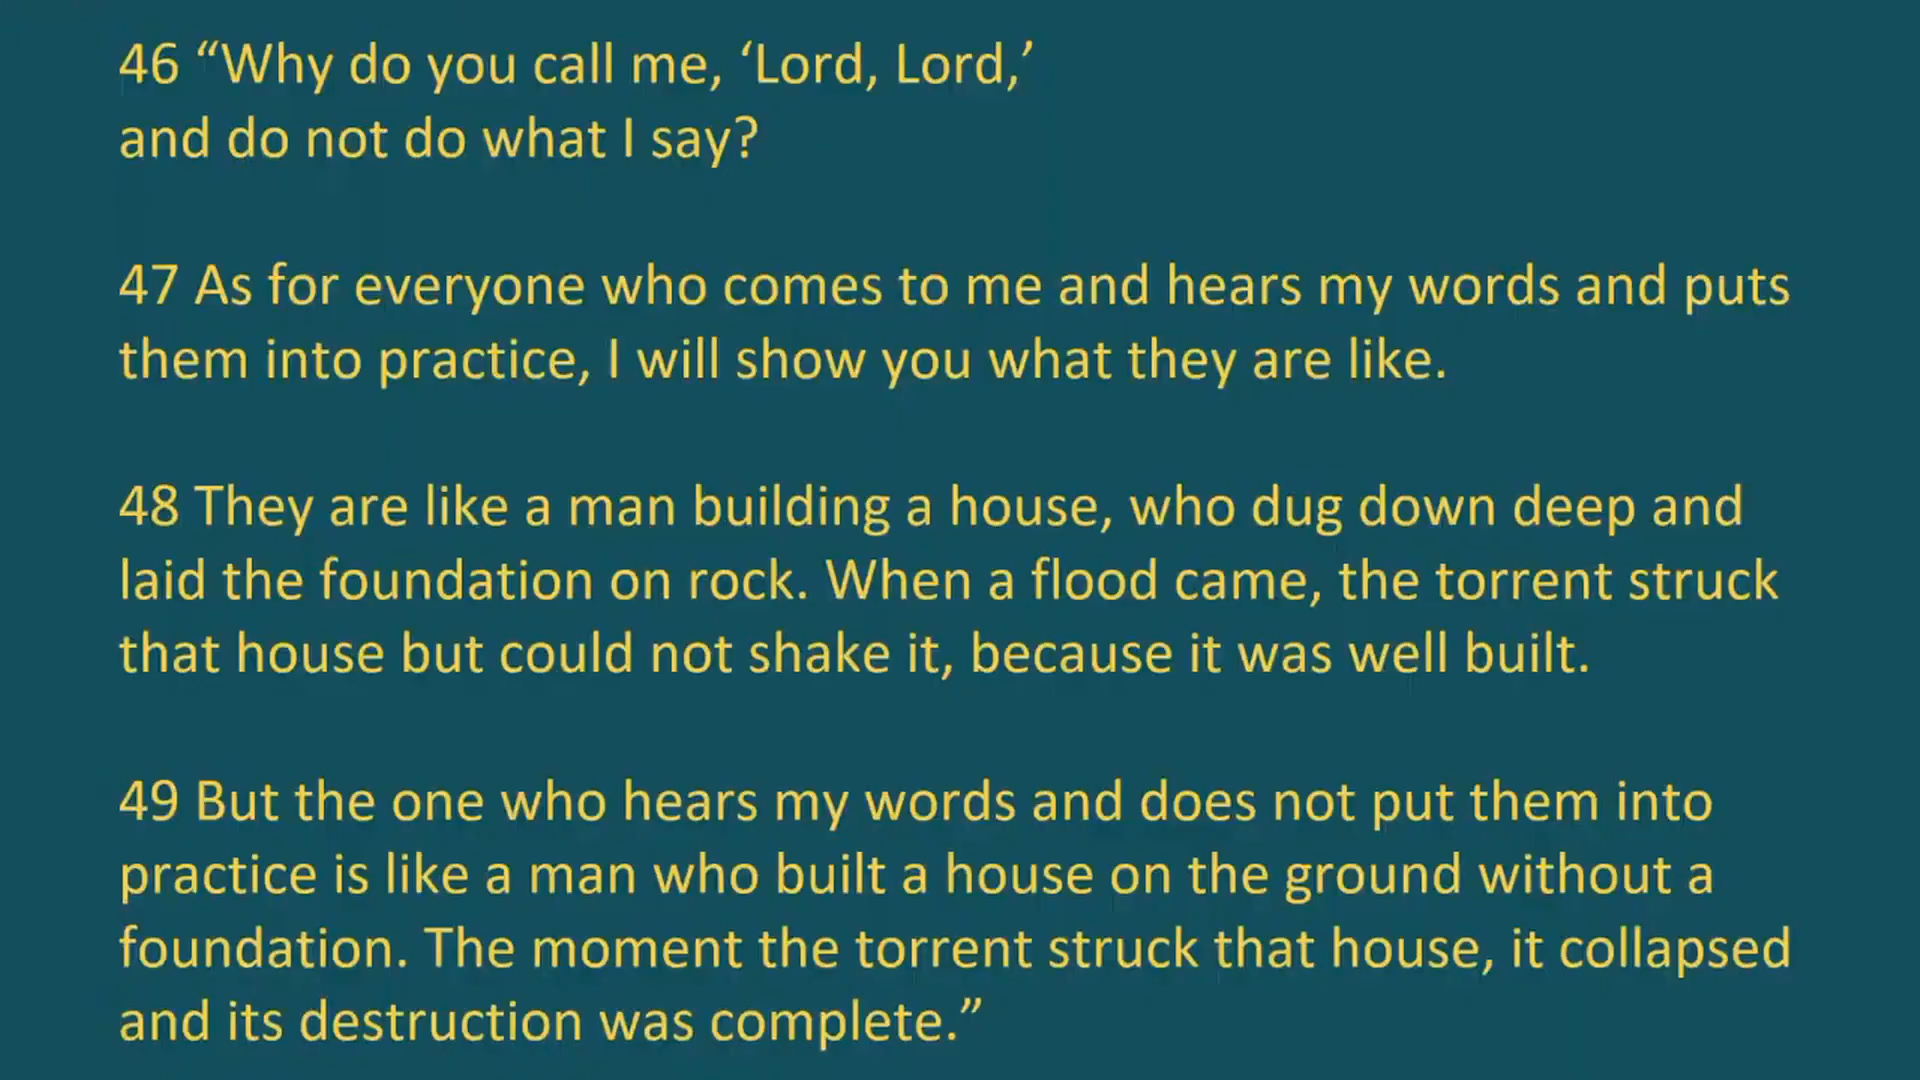 46 “Why do you call me, ‘Lord, Lord,’
and do not do what I say?
47 As for everyone who comes to me and hears my words and puts
them into practice, I will show you what they are like.
48 They are like a man building a house, who dug down deep and
laid the foundation on rock. When a flood came, the torrent struck
that house but could not shake it, because it was well built.
49 But the one who hears my words and does not put them into
practice is like a man who built a house on the ground without a
foundation. The moment the torrent struck that house, it collapsed
and its destruction was complete.”